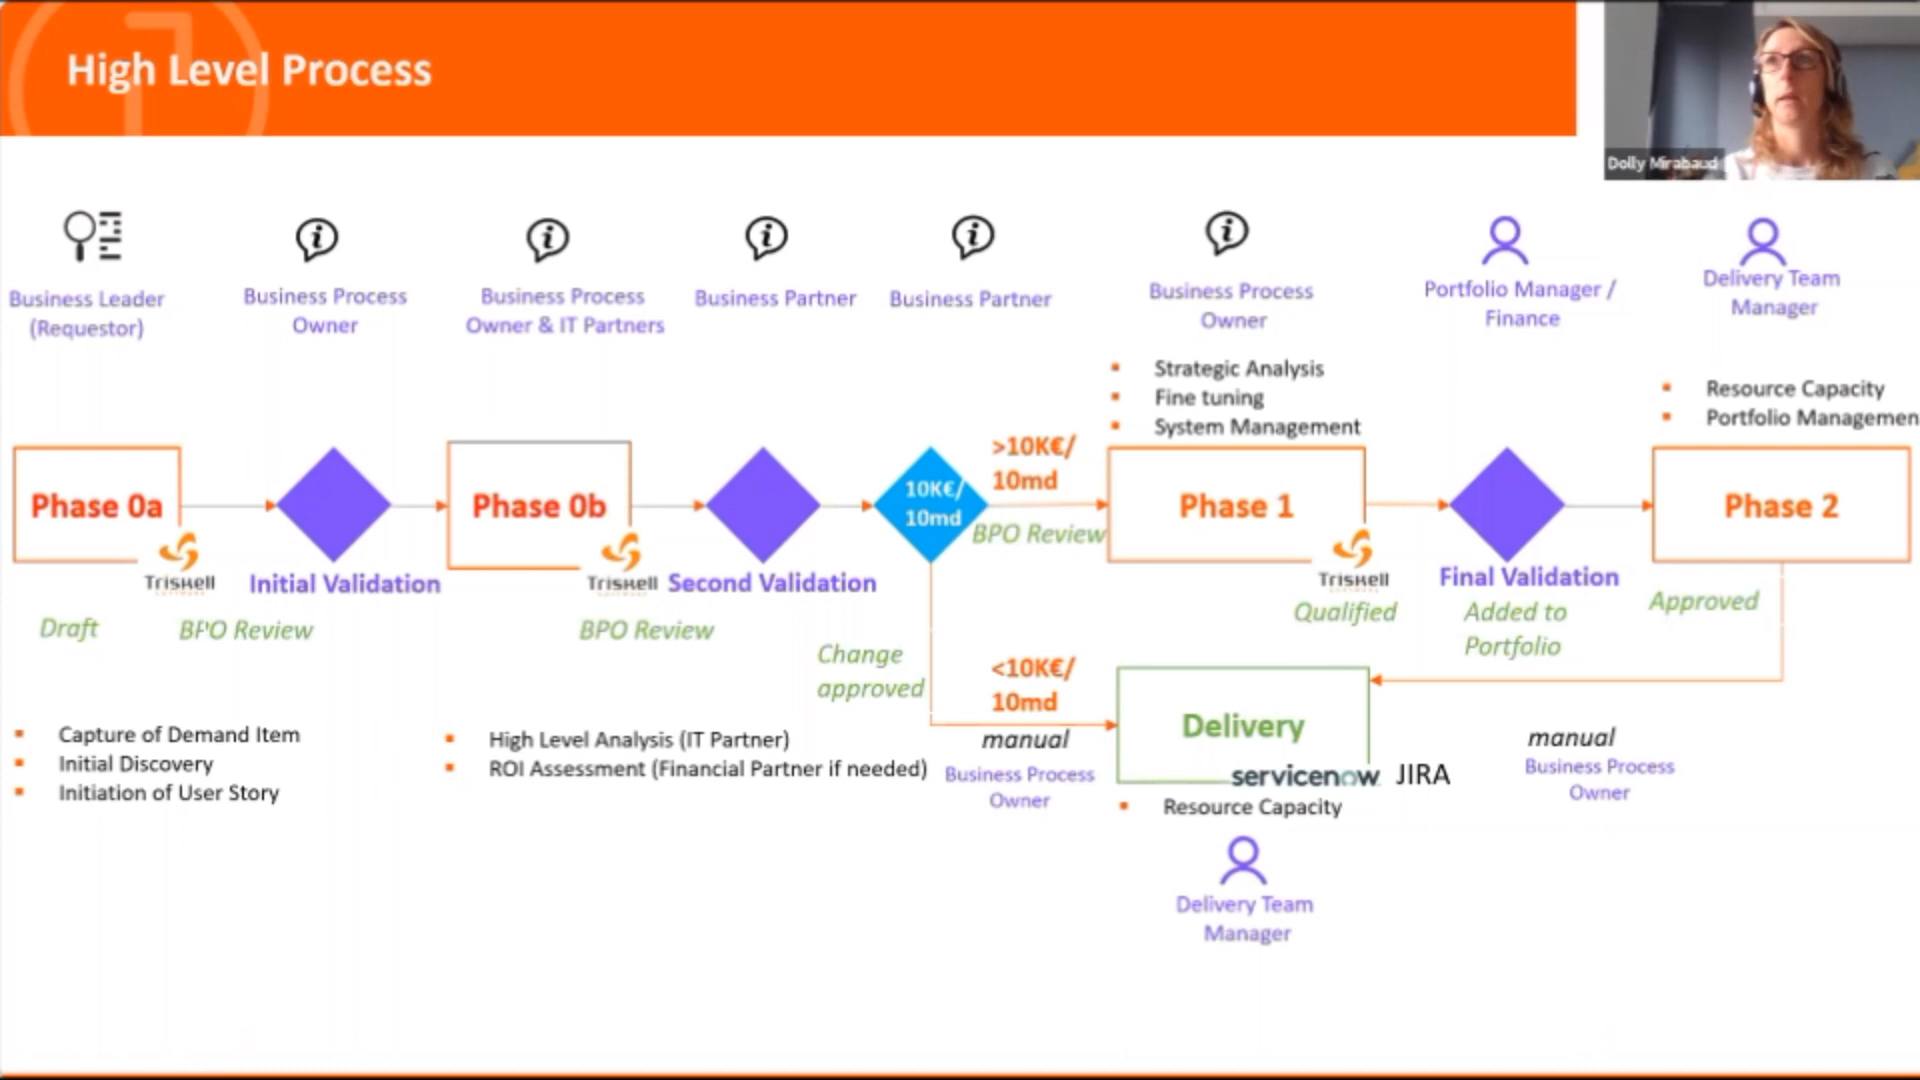 High Level Process
Dolly Mirabaud
Business Leader
(Requestor)
Business Process
Owner
Business Process
Owner & IT Partners
Business Partner
Business Partner
Business Process
Owner
Portfolio Manager /
Finance
Delivery Team
Manager
Strategic Analysis
Fine tuning
System Management
Resource Capacity
Portfolio Managemen
Phase 0a
Triskell
Initial Validation
Phase 0b
Triskell
Second Validation
10K€/
10md
>10K€/
10md
BPO Review
Phase 1
Triskell
Qualified
Final Validation
Added to
Portfolio
Phase 2
Approved
Draft
BPO Review
BPO Review
Change
approved
<10K€/
10md
manual
Business Process
Owner
Delivery
servicenow JIRA
Resource Capacity
Delivery Team
Manager
manual
Business Process
Owner
Capture of Demand Item
Initial Discovery
Initiation of User Story
High Level Analysis (IT Partner)
ROI Assessment (Financial Partner if needed)